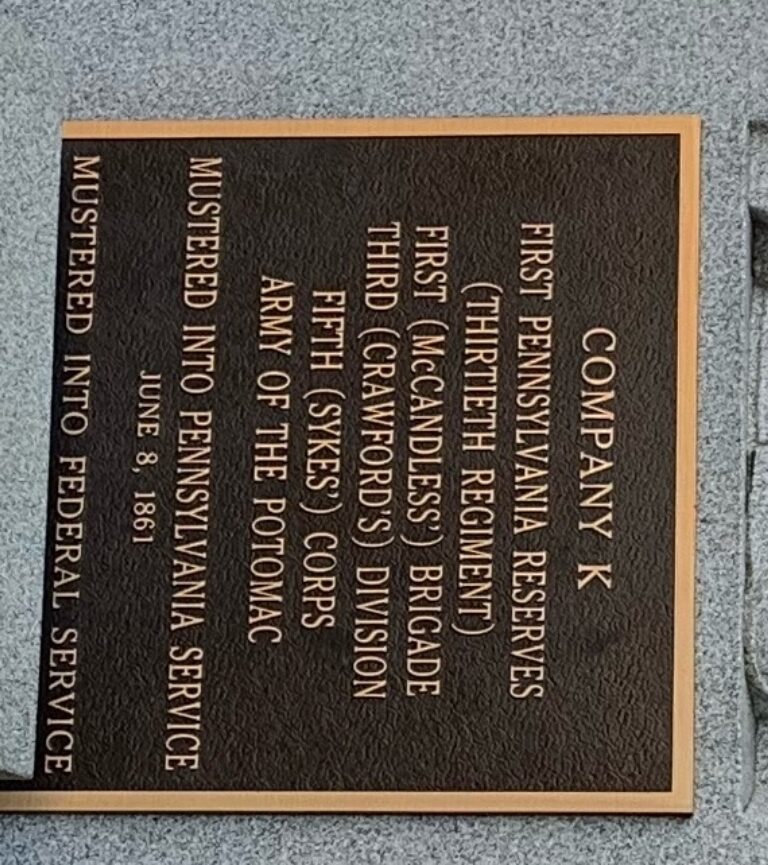 COMPANY K
FIRST PENNSYLVANIA RESERVES
(THIRTIETH REGIMENT)
FIRST (McCANDLESS') BRIGADE
THIRD (CRAWFORD'S) DIVISION
FIFTH (SYKES') CORPS
ARMY OF THE POTOMAC
MUSTERED INTO PENNSYLVANIA SERVICE
JUNE 8, 1861
MUSTERED INTO FEDERAL SERVICE